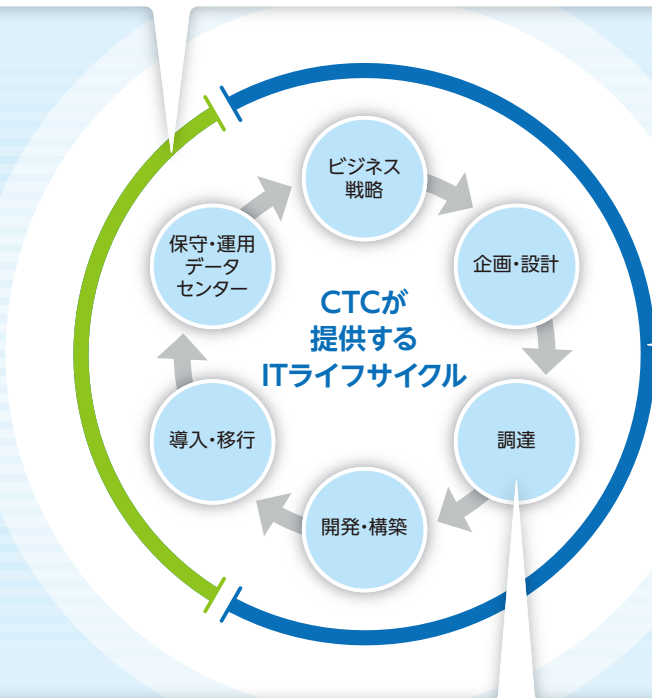 ビジネス
戦略
企画・設計
調達
開発・構築
導入・移行
保守・運用
データ
センター
CTCが
提供する
ITライフサイクル